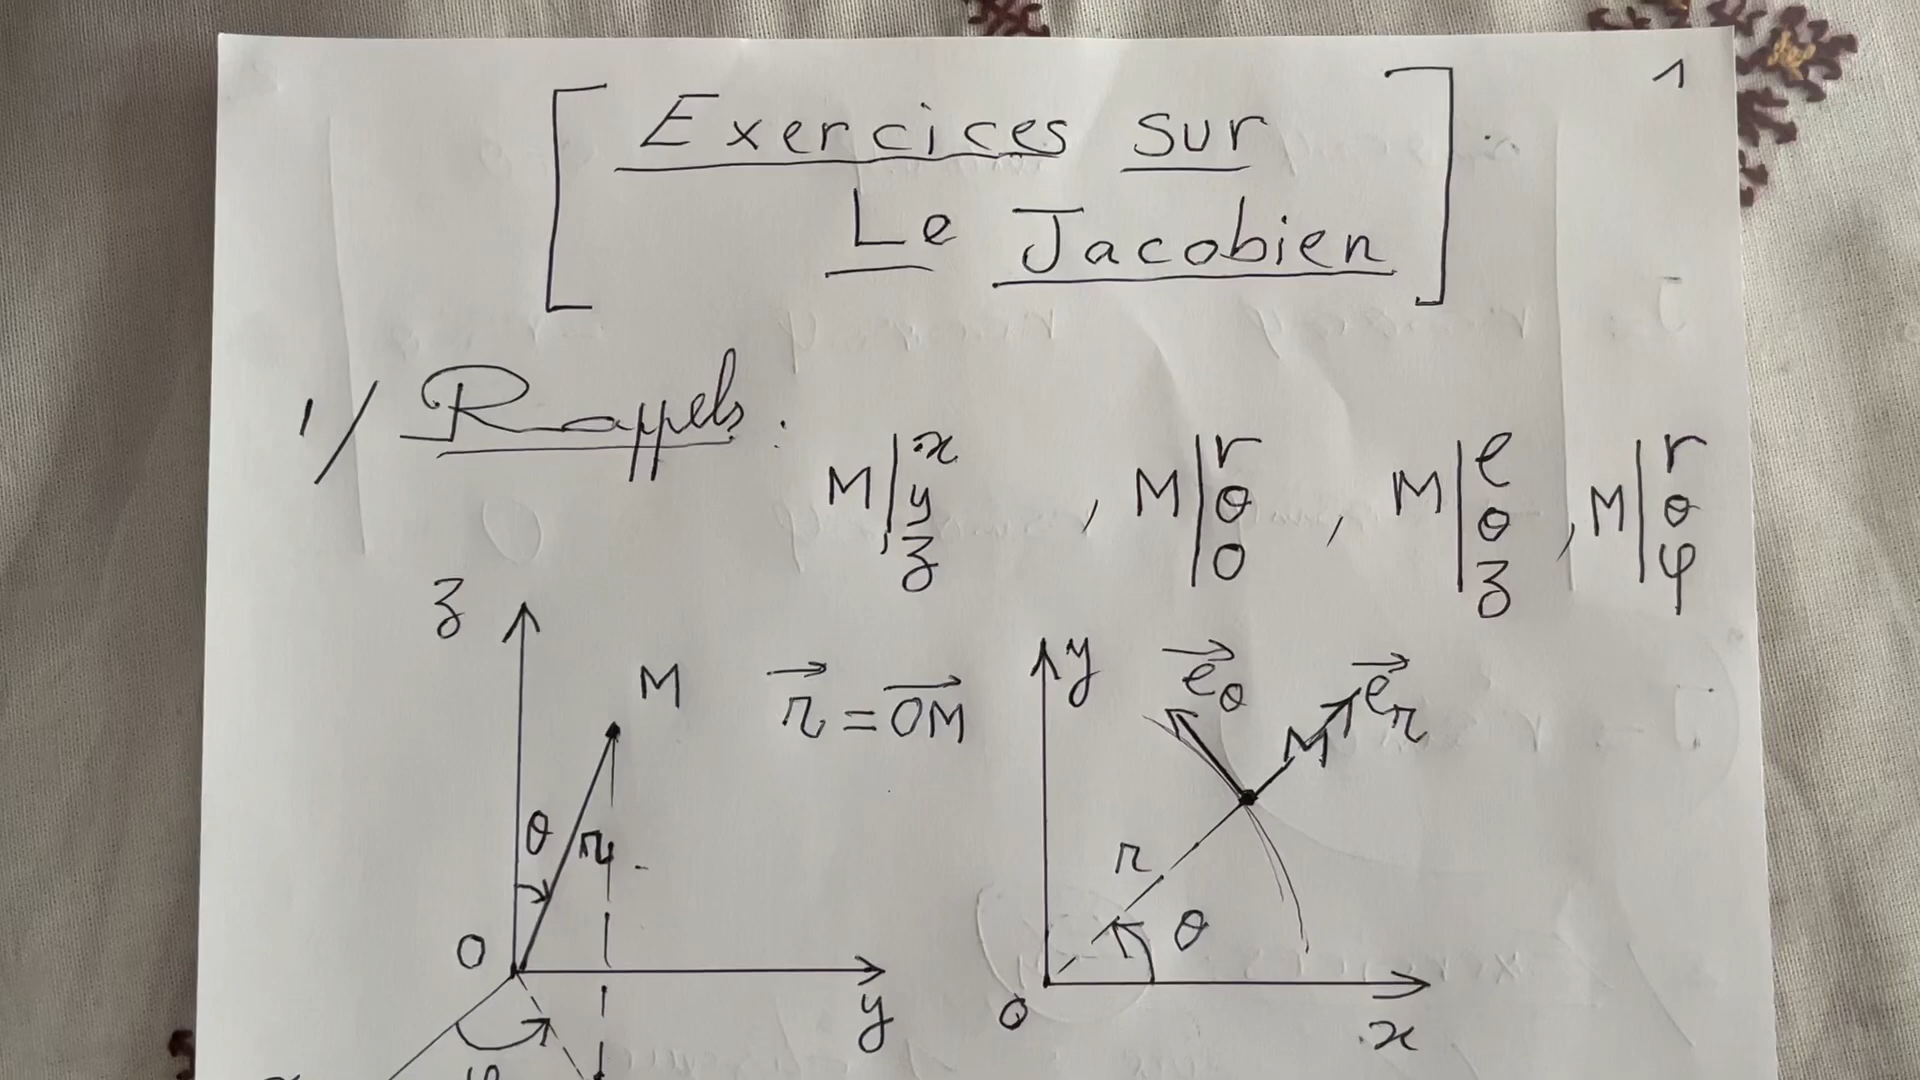 1
[Exercices sur
Le Jacobien]
1/ Rappels :
M | x y z , M | r θ 0 , M | ρ θ z , M | r θ φ
z
M
r⃗ = OM⃗
θ
r
O
y
φ
y
e⃗θ
M
e⃗r
r
θ
O
x